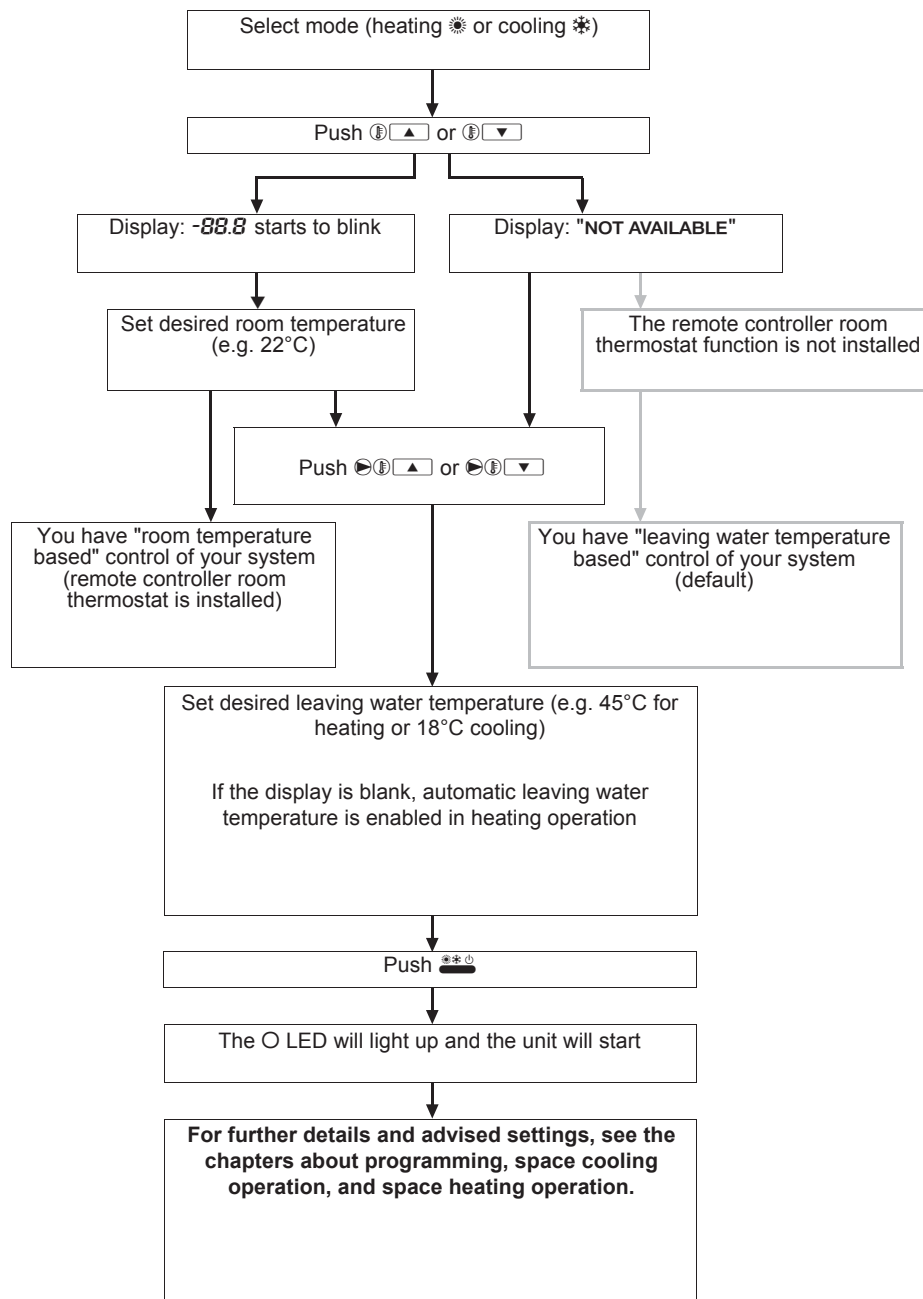 Select mode (heating ☀ or cooling ❄)
Push ▲ or ▼
Display: -88.8 starts to blink
Display: "NOT AVAILABLE"
Set desired room temperature
(e.g. 22°C)
The remote controller room
thermostat function is not installed
Push ▲ or ▼
You have "room temperature
based" control of your system
(remote controller room
thermostat is installed)
You have "leaving water temperature
based" control of your system
(default)
Set desired leaving water temperature (e.g. 45°C for
heating or 18°C cooling)
If the display is blank, automatic leaving water
temperature is enabled in heating operation
Push
The O LED will light up and the unit will start
For further details and advised settings, see the
chapters about programming, space cooling
operation, and space heating operation.